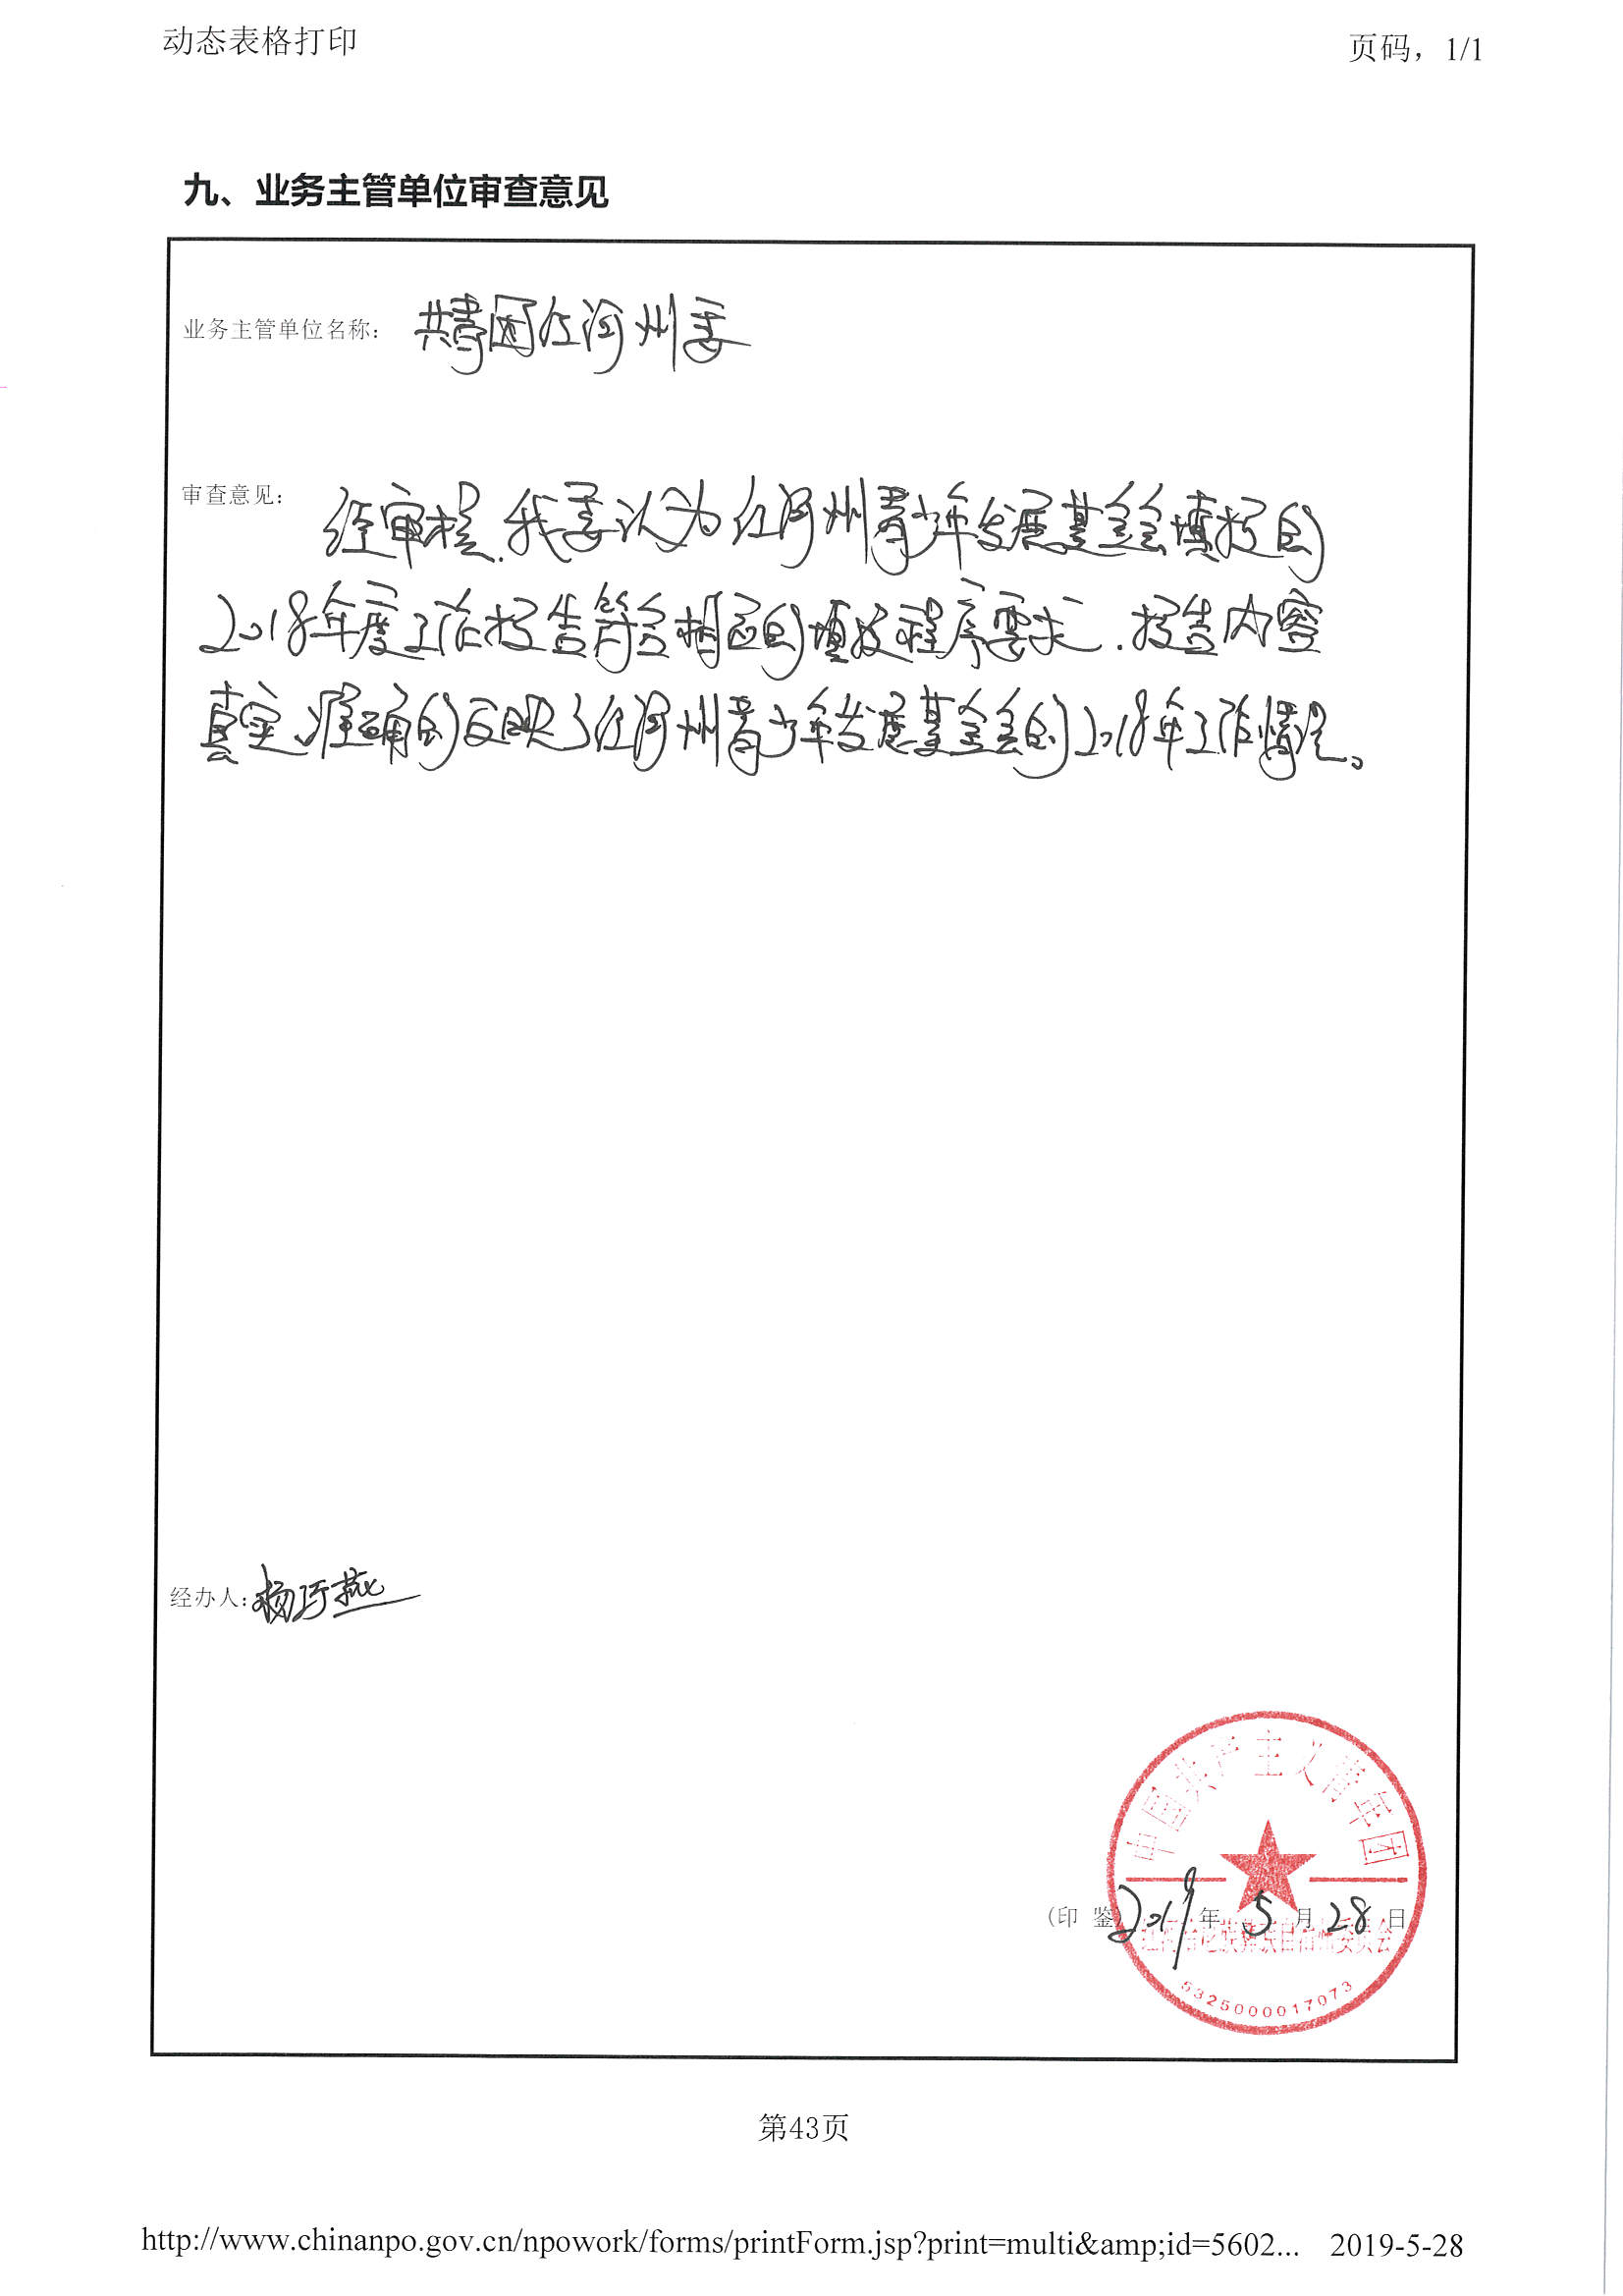 动态表格打印
页码，1/1
九、业务主管单位审查意见
业务主管单位名称： 共青团红河州委
审查意见： 经审核，我委认为红河州青少年发展基金会填报的
2018年度工作报告符合相应的填报程序要求，报告内容
真实、准确的反映了红河州青少年发展基金会的2018年工作情况。
经办人：杨巧燕
中国共产主义青年团
（印 鉴）2019年 5 月 28 日
红河哈尼族彝族自治州委员会
5325000017073
第43页
http://www.chinanpo.gov.cn/npowork/forms/printForm.jsp?print=multi&amp;id=5602... 2019-5-28